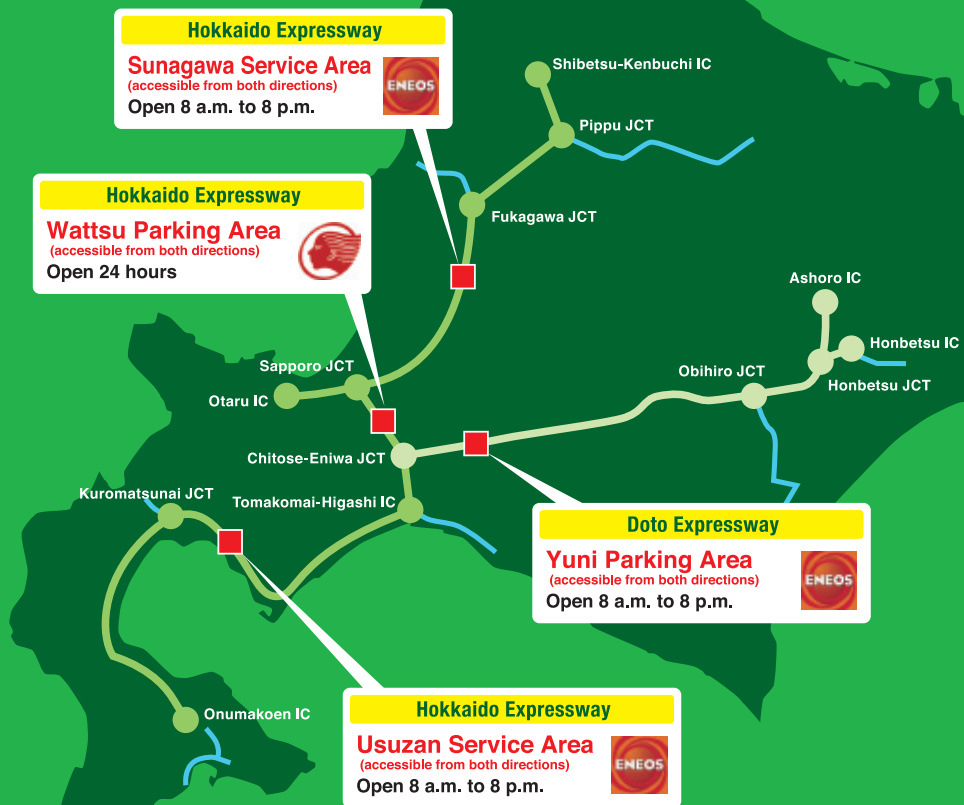 Hokkaido Expressway
Sunagawa Service Area
(accessible from both directions)
Open 8 a.m. to 8 p.m.
ENEOS
Shibetsu-Kenbuchi IC
Pippu JCT
Hokkaido Expressway
Wattsu Parking Area
(accessible from both directions)
Open 24 hours
Fukagawa JCT
Ashoro IC
Honbetsu IC
Honbetsu JCT
Obihiro JCT
Sapporo JCT
Otaru IC
Chitose-Eniwa JCT
Kuromatsunai JCT
Tomakomai-Higashi IC
Doto Expressway
Yuni Parking Area
(accessible from both directions)
Open 8 a.m. to 8 p.m.
ENEOS
Onumakoen IC
Hokkaido Expressway
Usuzan Service Area
(accessible from both directions)
Open 8 a.m. to 8 p.m.
ENEOS